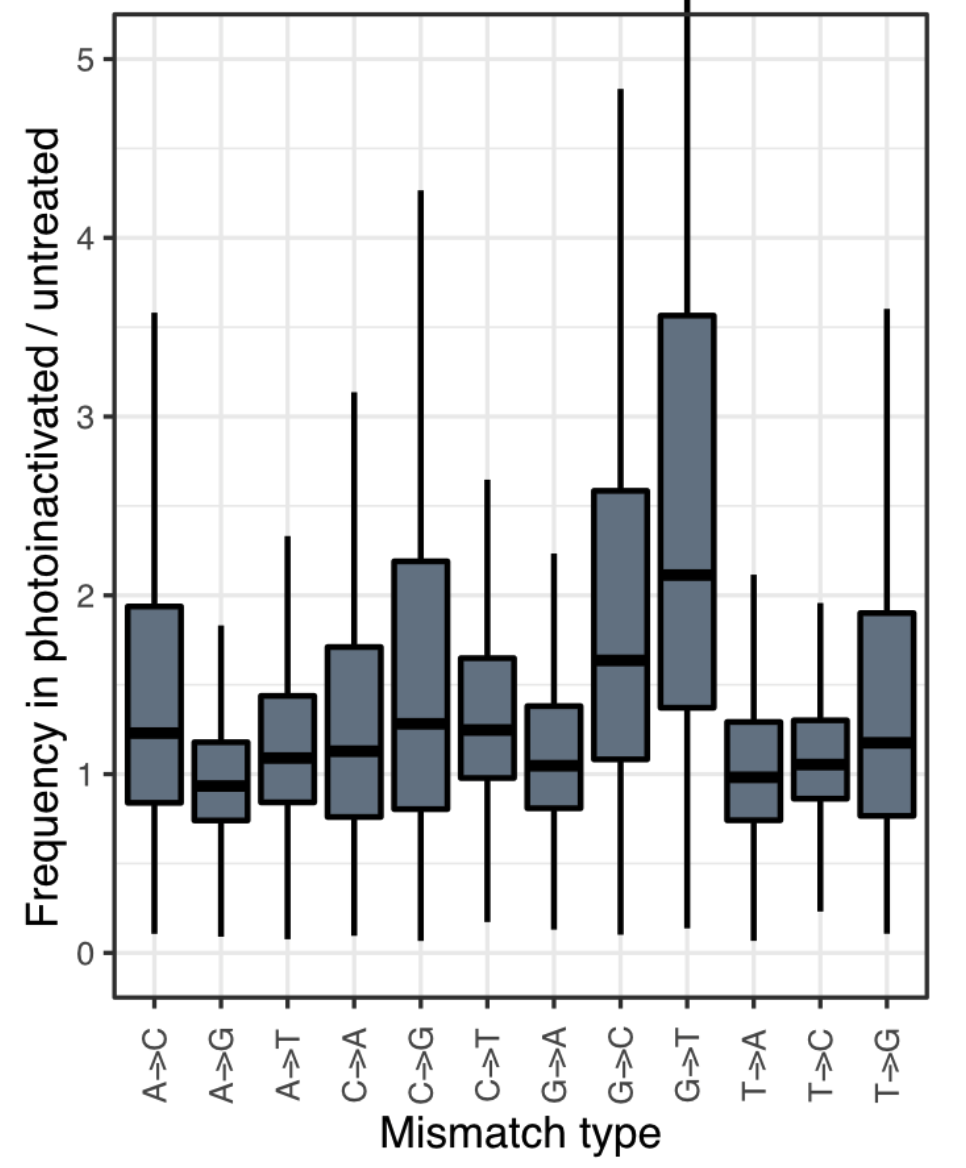 Frequency in photoinactivated / untreated
5
4
3
2
1
0
A->C
A->G
A->T
C->A
C->G
C->T
G->A
G->C
G->T
T->A
T->C
T->G
Mismatch type